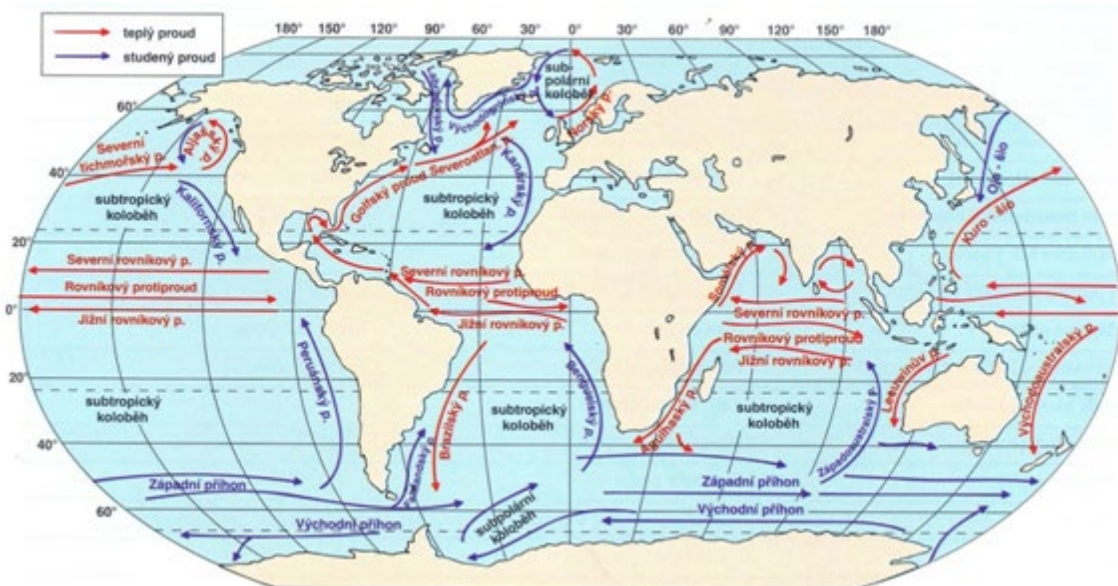 teplý proud
studený proud
180° 150° 120° 90° 60° 30° 0° 30° 60° 90° 120° 150° 180°
60°
40°
20°
0°
20°
40°
60°
Severní
tichmořský p.
Aljašský p.
Kalifornský p.
subtropický
koloběh
Severní rovníkový p.
Rovníkový protiproud
Jižní rovníkový p.
subtropický
koloběh
Peruánský p.
Západní příhon
Východní příhon
Labradorský p.
Východogrónský p.
sub-
polární
koloběh
Norský p.
Golfský proud
Severoatlan.
Kanárský p.
subtropický
koloběh
Severní rovníkový p.
Rovníkový protiproud
Jižní rovníkový p.
Brazilský p.
Falklandský p.
subtropický
koloběh
Benguelský p.
subpolární
koloběh
Somálský p.
Severní rovníkový p.
Rovníkový protiproud
Jižní rovníkový p.
Agulhaský p.
subtropický
koloběh
Západoaustralský p.
Leeuwinův p.
Východoaustralský p.
Západní příhon
Východní příhon
Oja - šio
Kuro - šio